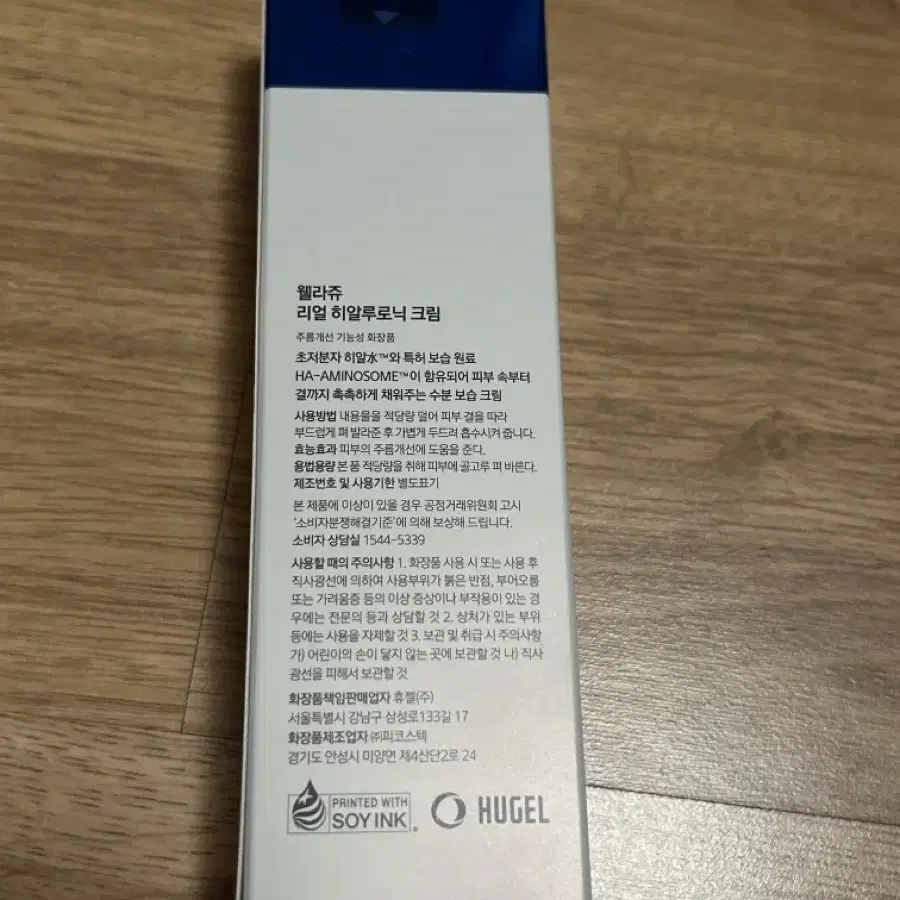 웰라쥬
리얼 히알루로닉 크림
주름개선 기능성 화장품
초저분자 히알水™와 특허 보습 원료
HA-AMINOSOME™이 함유되어 피부 속부터
결까지 촉촉하게 채워주는 수분 보습 크림
사용방법 내용물을 적당량 덜어 피부 결을 따라
부드럽게 펴 발라준 후 가볍게 두드려 흡수시켜 줍니다.
효능효과 피부의 주름개선에 도움을 준다.
용법용량 본 품 적당량을 취해 피부에 골고루 펴 바른다.
제조번호 및 사용기한 별도표기
본 제품에 이상이 있을 경우 공정거래위원회 고시
'소비자분쟁해결기준'에 의해 보상해 드립니다.
소비자 상담실 1544-5339
사용할 때의 주의사항 1. 화장품 사용 시 또는 사용 후
직사광선에 의하여 사용부위가 붉은 반점, 부어오름
또는 가려움증 등의 이상 증상이나 부작용이 있는 경
우에는 전문의 등과 상담할 것 2. 상처가 있는 부위
등에는 사용을 자제할 것 3. 보관 및 취급 시 주의사항
가) 어린이의 손이 닿지 않는 곳에 보관할 것 나) 직사
광선을 피해서 보관할 것
화장품책임판매업자 휴젤(주)
서울특별시 강남구 삼성로133길 17
화장품제조업자 ㈜피코스텍
경기도 안성시 미양면 제4산단2로 24
PRINTED WITH
SOY INK
HUGEL